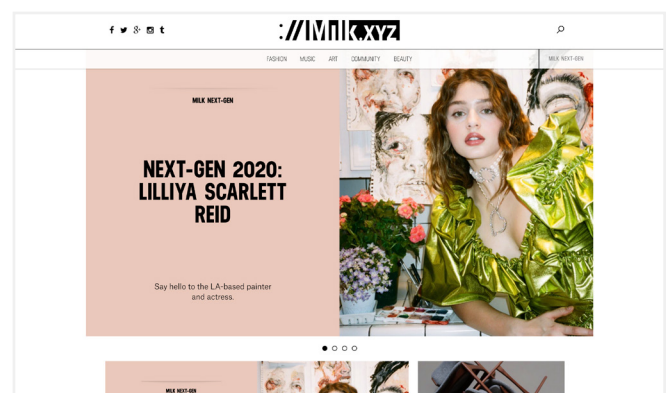 ://Milk.xyz
FASHION MUSIC ART COMMUNITY BEAUTY
MILK NEXT-GEN
MILK NEXT-GEN
NEXT-GEN 2020:
LILLIYA SCARLETT
REID
Say hello to the LA-based painter
and actress.
MILK NEXT-GEN